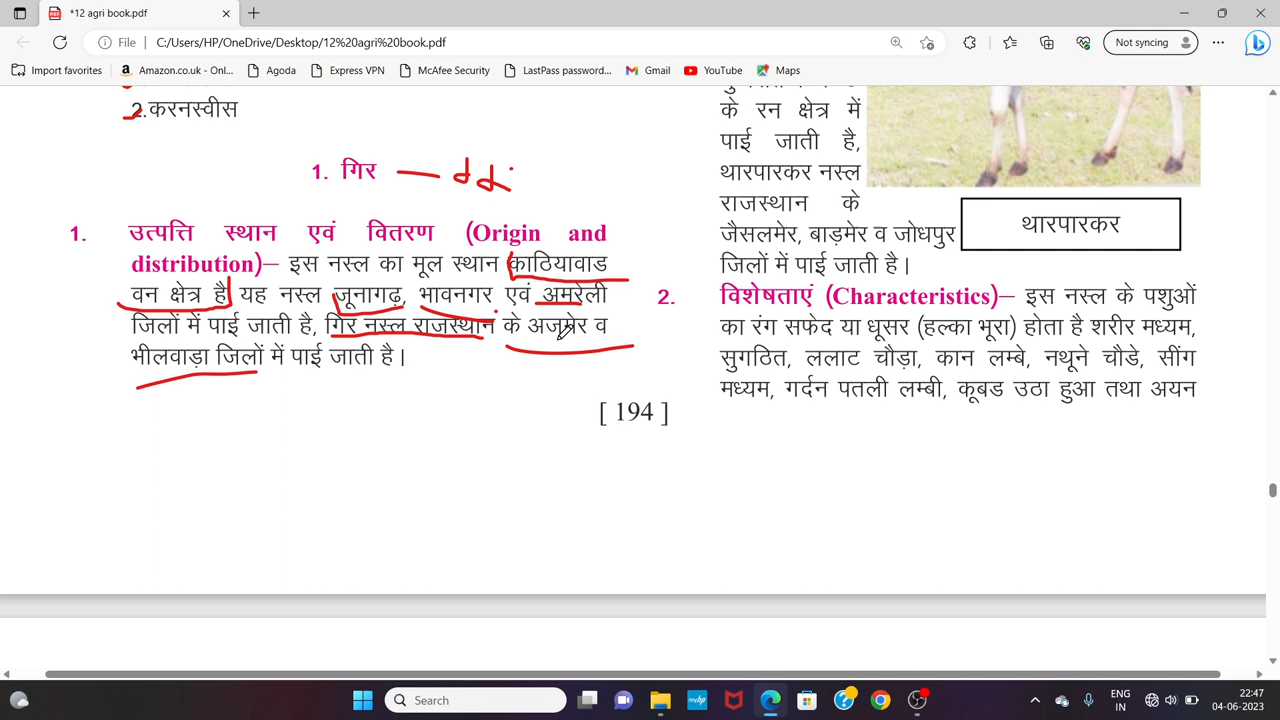 *12 agri book.pdf
File
C:/Users/HP/OneDrive/Desktop/12%20agri%20book.pdf
Not syncing
Import favorites
Amazon.co.uk - Onl...
Agoda
Express VPN
McAfee Security
LastPass password...
Gmail
YouTube
Maps
2.करनस्वीस
1. गिर
1. उत्पत्ति स्थान एवं वितरण (Origin and
distribution)– इस नस्ल का मूल स्थान काठियावाड
वन क्षेत्र है। यह नस्ल जूनागढ़, भावनगर एवं अमरेली
जिलों में पाई जाती है, गिर नस्ल राजस्थान के अजमेर व
भीलवाड़ा जिलों में पाई जाती है।
के रन क्षेत्र में
पाई जाती है,
थारपारकर नस्ल
राजस्थान के
जैसलमेर, बाड़मेर व जोधपुर
जिलों में पाई जाती है।
थारपारकर
2. विशेषताएं (Characteristics)– इस नस्ल के पशुओं
का रंग सफेद या धूसर (हल्का भूरा) होता है शरीर मध्यम,
सुगठित, ललाट चौड़ा, कान लम्बे, नथूने चौडे, सींग
मध्यम, गर्दन पतली लम्बी, कूबड उठा हुआ तथा अयन
[ 194 ]
Search
ENG
IN
22:47
04-06-2023